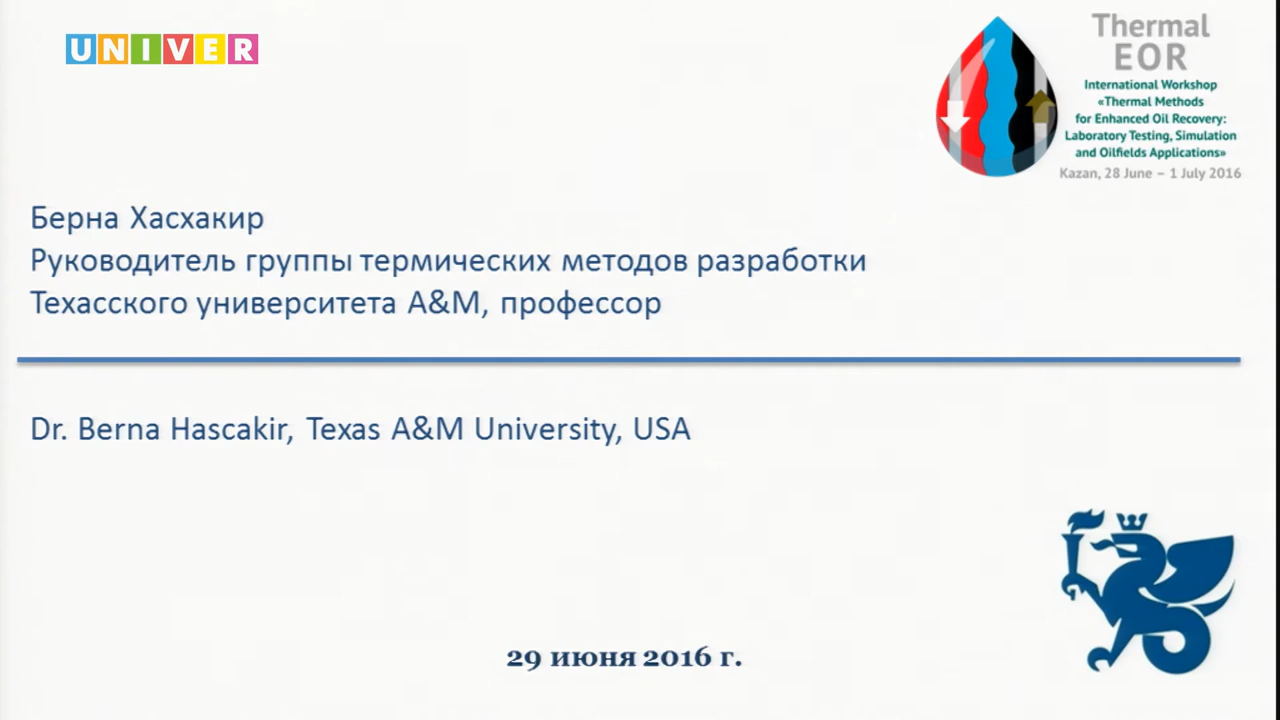 UNIVER
Thermal
EOR
International Workshop
«Thermal Methods
for Enhanced Oil Recovery:
Laboratory Testing, Simulation
and Oilfields Applications»
Kazan, 28 June – 1 July 2016
Берна Хасхакир
Руководитель группы термических методов разработки
Техасского университета A&M, профессор
Dr. Berna Hascakir, Texas A&M University, USA
29 июня 2016 г.